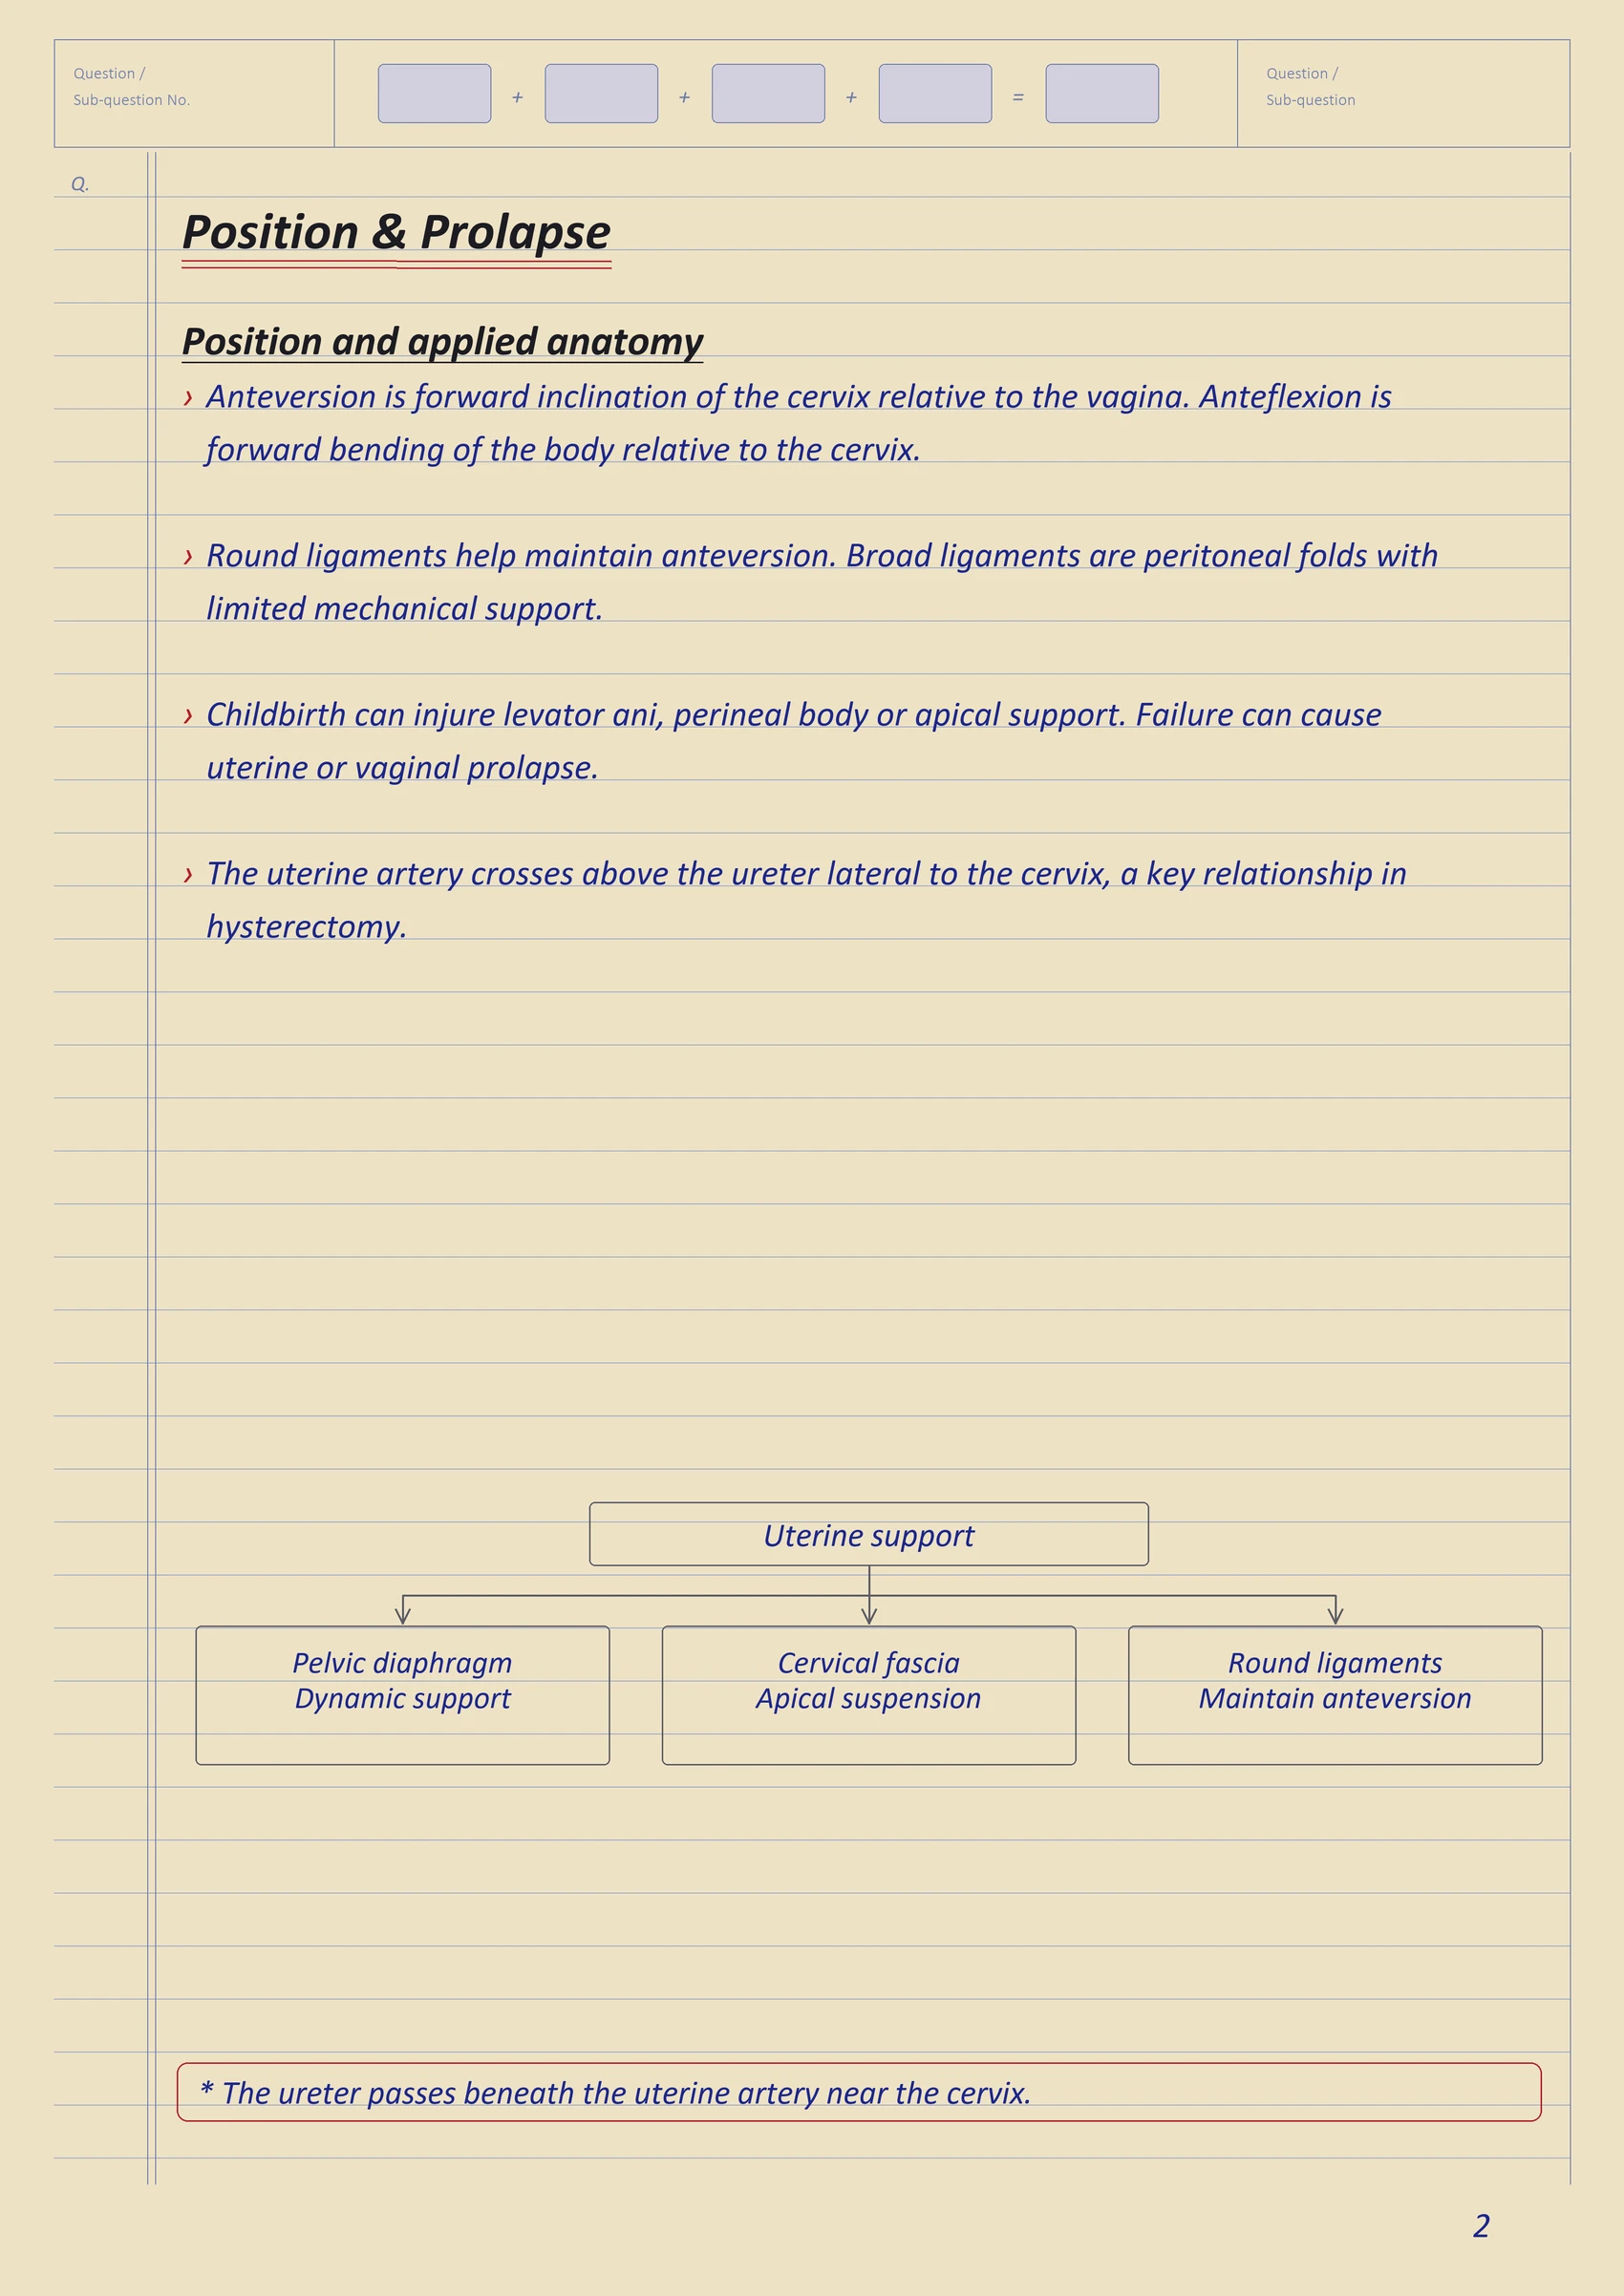 Question /
Sub-question No.
+ + + =
Question /
Sub-question
Q.
Position & Prolapse
Position and applied anatomy
› Anteversion is forward inclination of the cervix relative to the vagina. Anteflexion is
forward bending of the body relative to the cervix.
› Round ligaments help maintain anteversion. Broad ligaments are peritoneal folds with
limited mechanical support.
› Childbirth can injure levator ani, perineal body or apical support. Failure can cause
uterine or vaginal prolapse.
› The uterine artery crosses above the ureter lateral to the cervix, a key relationship in
hysterectomy.
Uterine support
Pelvic diaphragm
Dynamic support
Cervical fascia
Apical suspension
Round ligaments
Maintain anteversion
* The ureter passes beneath the uterine artery near the cervix.
2